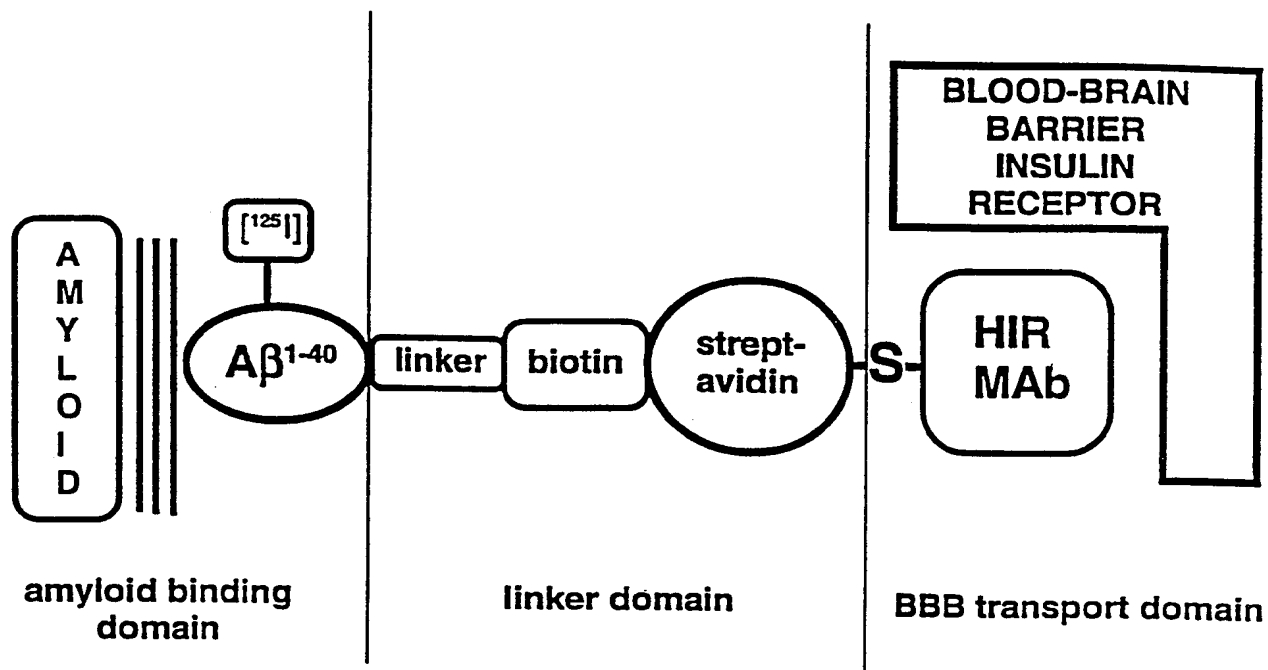 BLOOD-BRAIN
BARRIER
INSULIN
RECEPTOR
[¹²⁵I]
A
M
Y
L
O
I
D
Aβ¹⁻⁴⁰
linker
biotin
strept-
avidin
S
HIR
MAb
amyloid binding
domain
linker domain
BBB transport domain